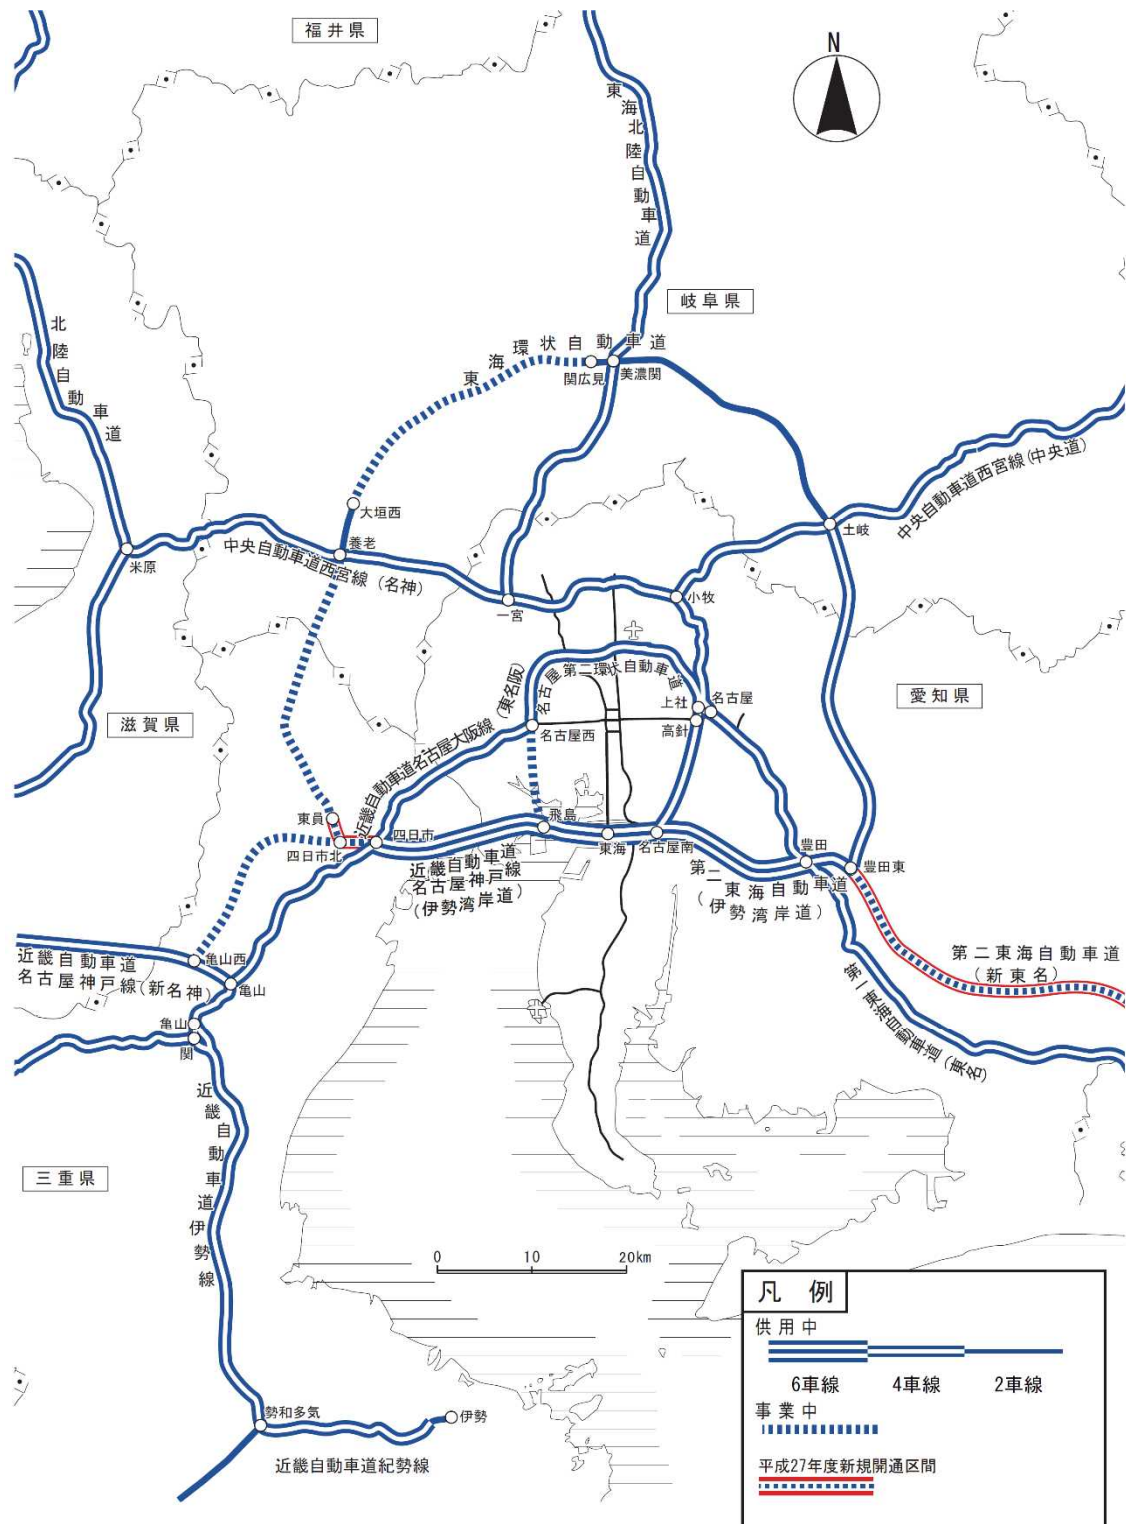 福井県
N
東海北陸自動車道
岐阜県
北陸自動車道
東海環状自動車道
関広見
美濃関
中央自動車道西宮線(中央道)
大垣西
土岐
養老
米原
中央自動車道西宮線(名神)
一宮
小牧
名古屋第二環状自動車道
(東名阪)
上社
名古屋
愛知県
滋賀県
名古屋西
高針
近畿自動車道名古屋大阪線
東員
飛島
四日市
四日市北
東海
名古屋南
豊田
豊田東
近畿自動車道
名古屋神戸線
(伊勢湾岸道)
第二東海自動車道
(伊勢湾岸道)
第二東海自動車道
(新東名)
近畿自動車道
名古屋神戸線(新名神)
亀山西
亀山
第一東海自動車道(東名)
亀山
関
近畿自動車道伊勢線
三重県
0 10 20km
凡例
供用中
6車線 4車線 2車線
事業中
平成27年度新規開通区間
勢和多気
伊勢
近畿自動車道紀勢線